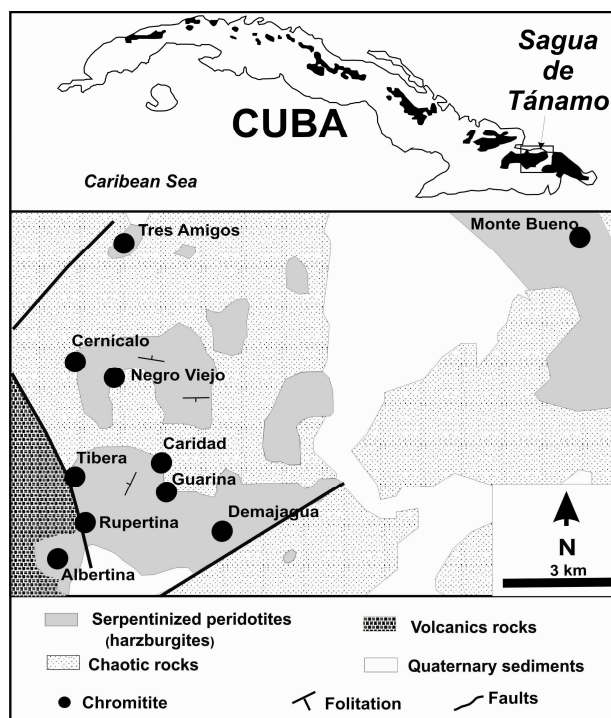 Sagua
de
Tánamo
CUBA
Caribean Sea
Tres Amigos
Monte Bueno
Cernícalo
Negro Viejo
Caridad
Tibera
Guarina
Rupertina
Demajagua
Albertina
N
3 km
Serpentinized peridotites
(harzburgites)
Volcanics rocks
Chaotic rocks
Quaternary sediments
Chromitite
Folitation
Faults